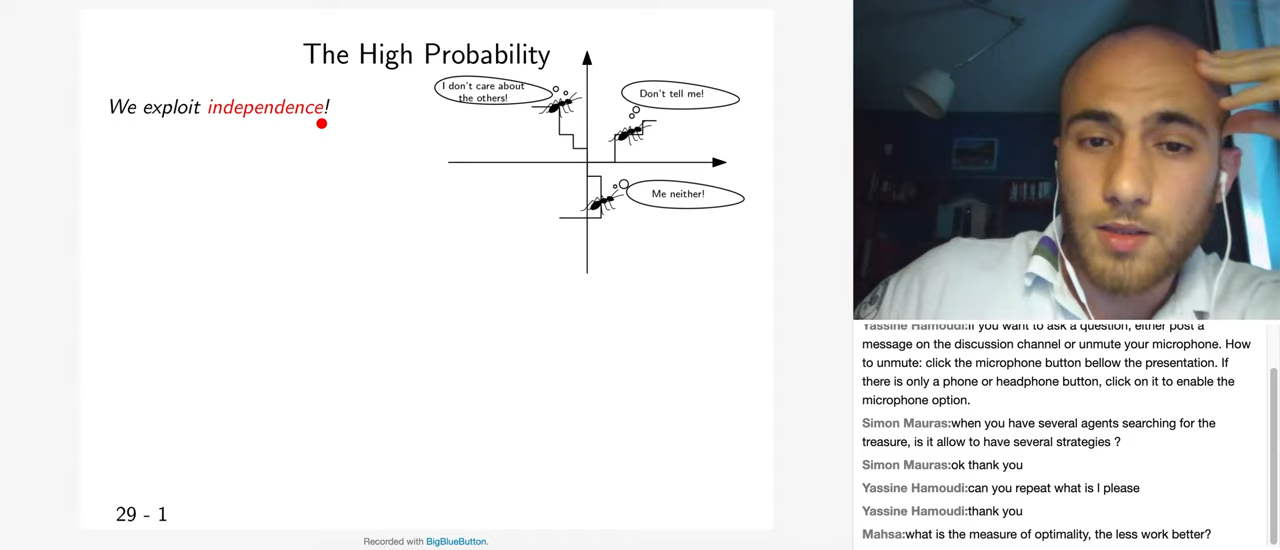 The High Probability
We exploit independence!
I don't care about
the others!
Don't tell me!
Me neither!
29 - 1
Recorded with BigBlueButton.
Yassine Hamoudi:If you want to ask a question, either post a
message on the discussion channel or unmute your microphone. How
to unmute: click the microphone button bellow the presentation. If
there is only a phone or headphone button, click on it to enable the
microphone option.
Simon Mauras:when you have several agents searching for the
treasure, is it allow to have several strategies ?
Simon Mauras:ok thank you
Yassine Hamoudi:can you repeat what is l please
Yassine Hamoudi:thank you
Mahsa:what is the measure of optimality, the less work better?